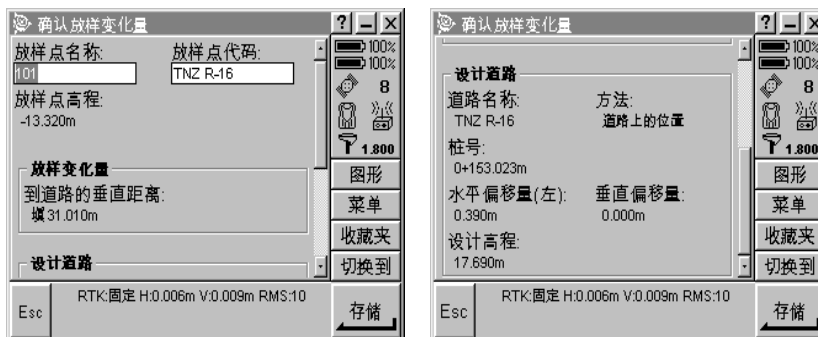 确认放样变化量
? _ X
放样点名称: 放样点代码:
101 TNZ R-16
放样点高程:
-13.320m
放样变化量
到道路的垂直距离:
填31.010m
设计道路
100%
100%
8
1.800
图形
菜单
收藏夹
切换到
Esc
RTK:固定 H:0.006m V:0.009m RMS:10
存储
确认放样变化量
? _ X
设计道路
道路名称: 方法:
TNZ R-16 道路上的位置
桩号:
0+153.023m
水平偏移量(左): 垂直偏移量:
0.390m 0.000m
设计高程:
17.690m
100%
100%
8
1.800
图形
菜单
收藏夹
切换到
Esc
RTK:固定 H:0.006m V:0.009m RMS:10
存储